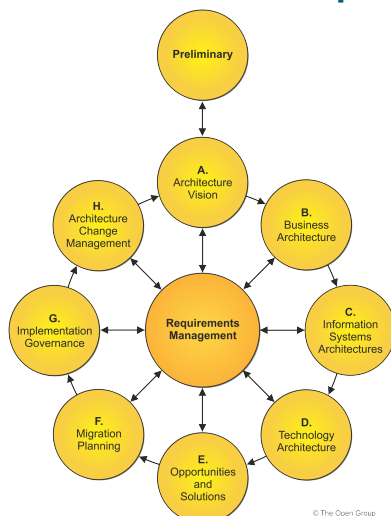 Preliminary
A.
Architecture
Vision
B.
Business
Architecture
C.
Information
Systems
Architectures
D.
Technology
Architecture
E.
Opportunities
and
Solutions
F.
Migration
Planning
G.
Implementation
Governance
H.
Architecture
Change
Management
Requirements
Management
© The Open Group